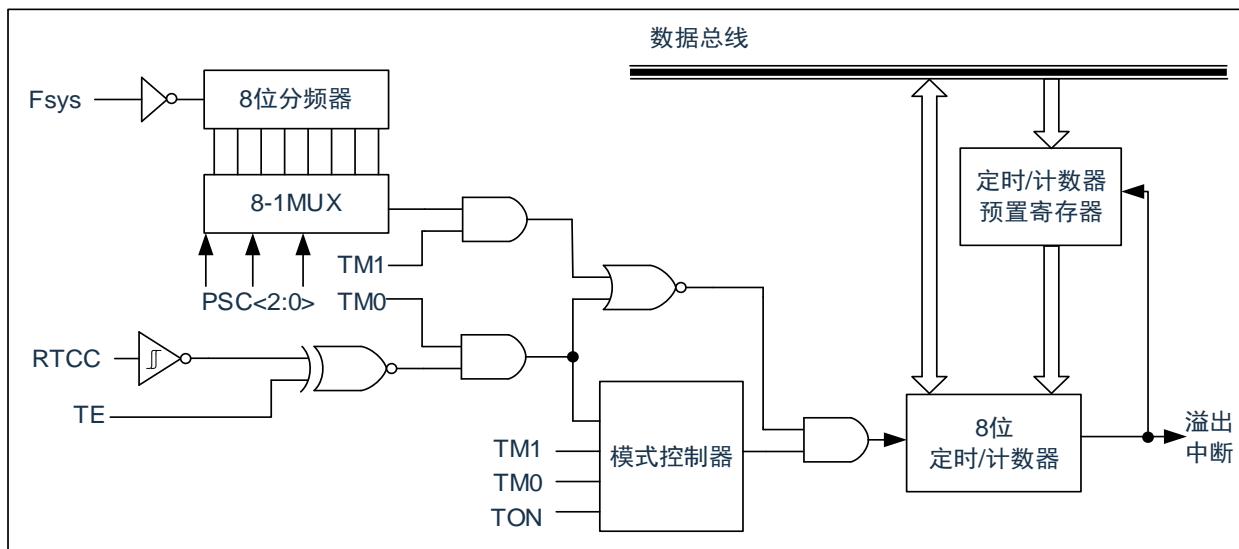 数据总线
Fsys
8位分频器
8-1MUX
定时/计数器
预置寄存器
TM1
PSC<2:0>
TM0
RTCC
TE
8位
定时/计数器
溢出
中断
模式控制器
TM1
TM0
TON